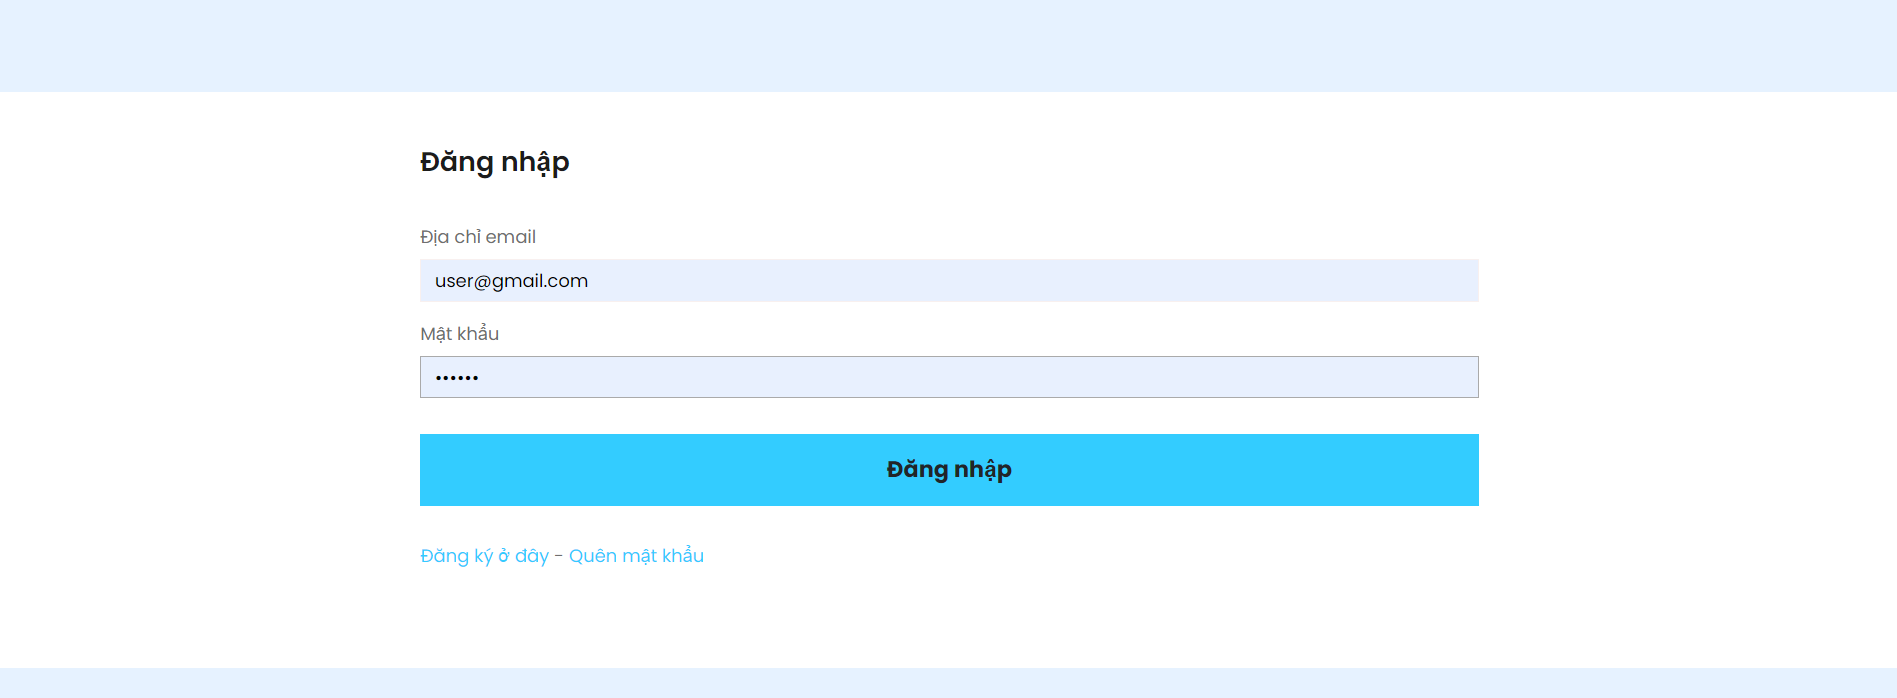 Đăng nhập
Địa chỉ email
user@gmail.com
Mật khẩu
••••••
Đăng nhập
Đăng ký ở đây - Quên mật khẩu